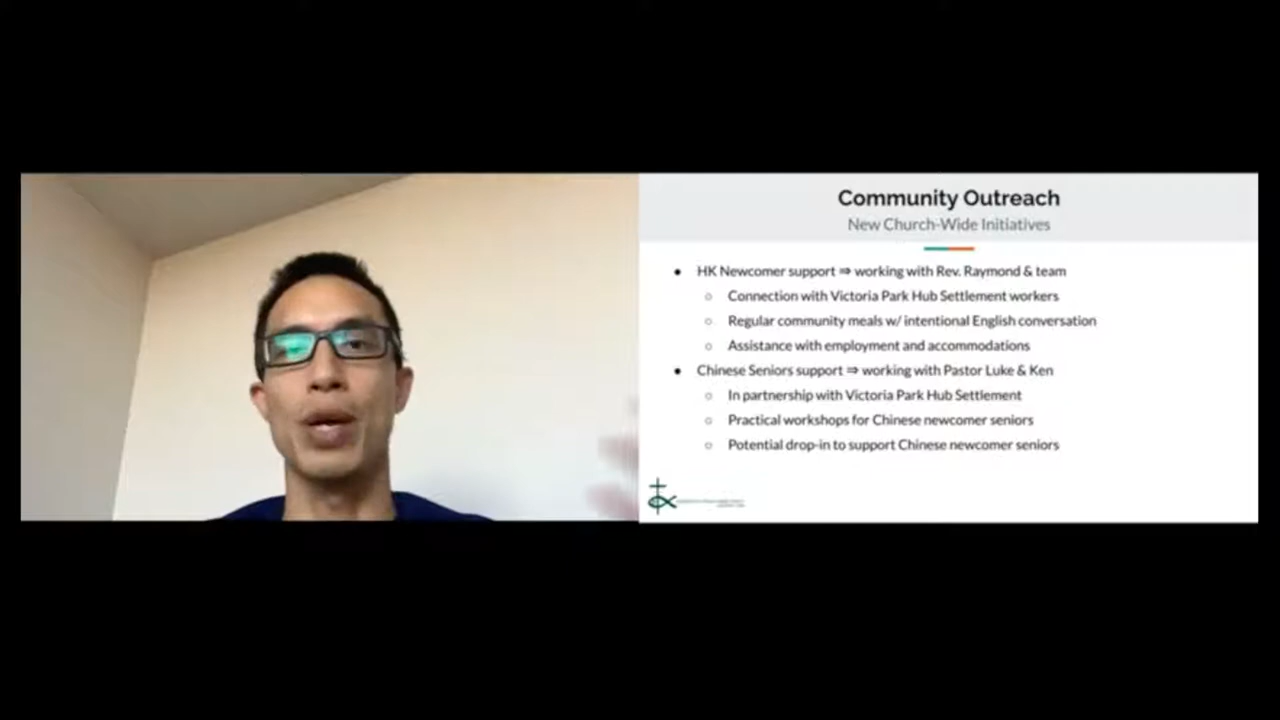 Community Outreach
New Church-Wide Initiatives
● HK Newcomer support ⇒ working with Rev. Raymond & team
○ Connection with Victoria Park Hub Settlement workers
○ Regular community meals w/ intentional English conversation
○ Assistance with employment and accommodations
● Chinese Seniors support ⇒ working with Pastor Luke & Ken
○ In partnership with Victoria Park Hub Settlement
○ Practical workshops for Chinese newcomer seniors
○ Potential drop-in to support Chinese newcomer seniors